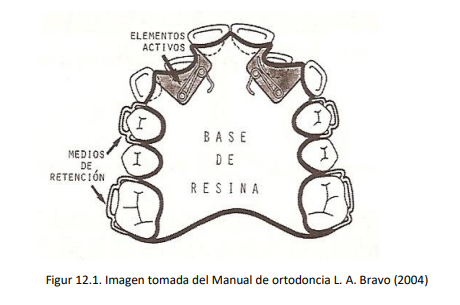 ELEMENTOS
ACTIVOS
BASE
DE
RESINA
MEDIOS
DE
RETENCIÓN
Figur 12.1. Imagen tomada del Manual de ortodoncia L. A. Bravo (2004)